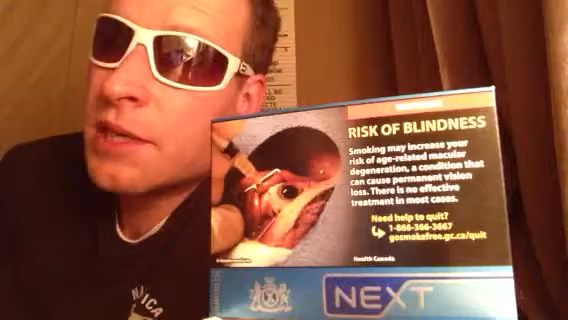 RISK OF BLINDNESS
Smoking may increase your
risk of age-related macular
degeneration, a condition that
can cause permanent vision
loss. There is no effective
treatment in most cases.
Need help to quit?
1-866-366-3667
gosmokefree.gc.ca/quit
Health Canada
NEXT